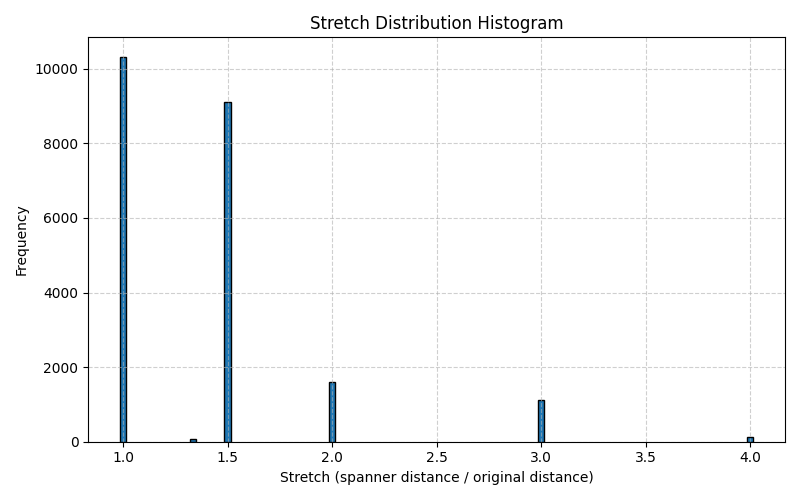 Stretch Distribution Histogram
Frequency
10000
8000
6000
4000
2000
0
1.0 1.5 2.0 2.5 3.0 3.5 4.0
Stretch (spanner distance / original distance)